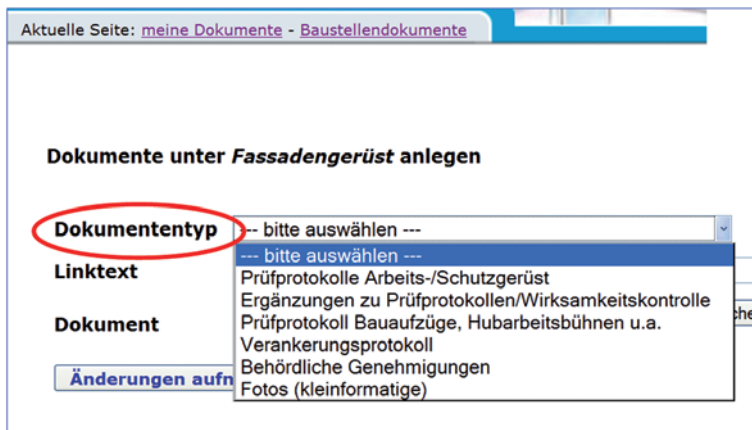 Aktuelle Seite: meine Dokumente - Baustellendokumente
Dokumente unter Fassadengerüst anlegen
Dokumententyp --- bitte auswählen ---
--- bitte auswählen ---
Linktext
Prüfprotokolle Arbeits-/Schutzgerüst
Ergänzungen zu Prüfprotokollen/Wirksamkeitskontrolle
Dokument
Prüfprotokoll Bauaufzüge, Hubarbeitsbühnen u.a.
Verankerungsprotokoll
Behördliche Genehmigungen
Änderungen
Fotos (kleinformatige)